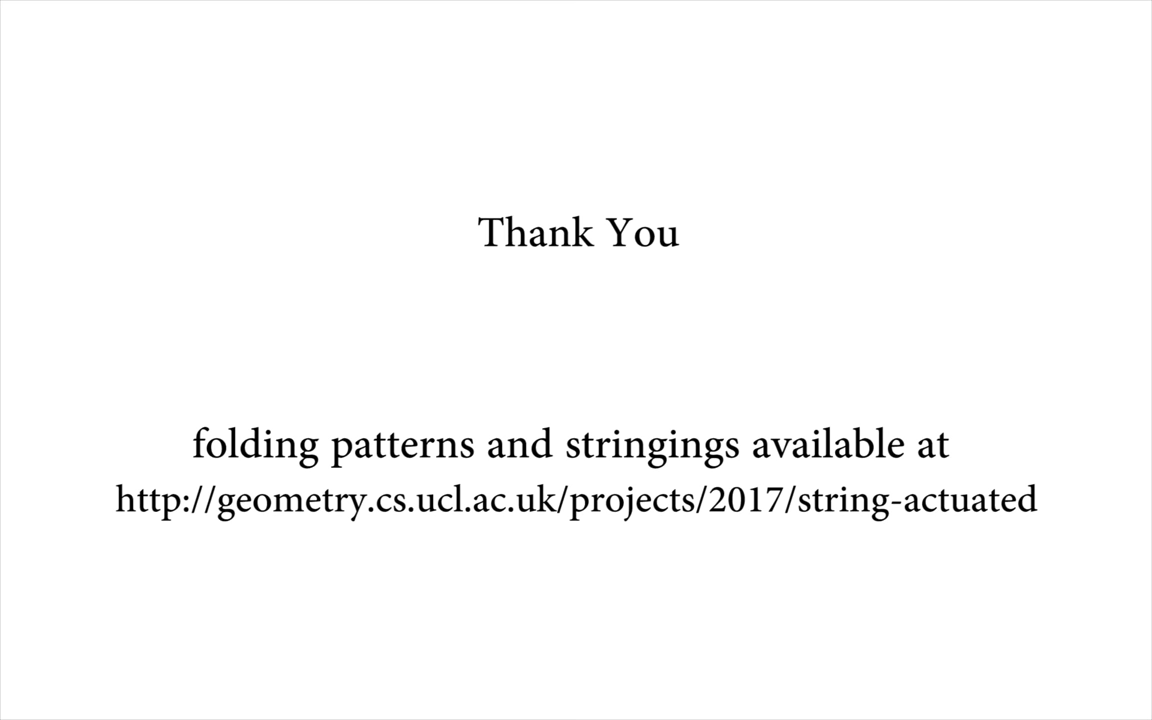 Thank You
folding patterns and stringings available at
http://geometry.cs.ucl.ac.uk/projects/2017/string-actuated